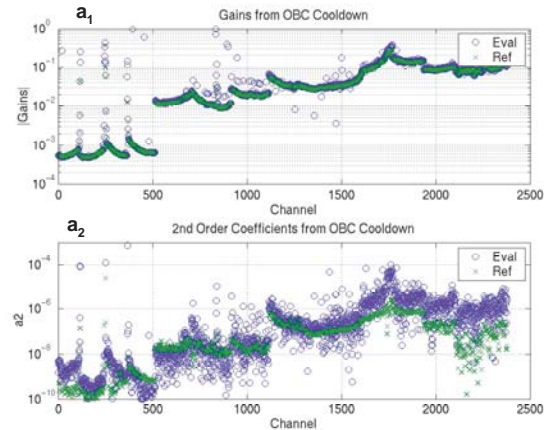 a1
Gains from OBC Cooldown
10^0
10^-1
10^-2
10^-3
10^-4
|Gains|
Eval
Ref
0 500 1000 1500 2000 2500
Channel
a2
2nd Order Coefficients from OBC Cooldown
10^-4
10^-6
10^-8
10^-10
a2
Eval
Ref
0 500 1000 1500 2000 2500
Channel